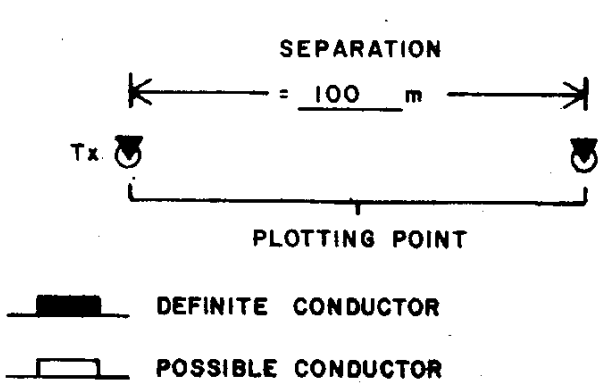 SEPARATION
= 100 m
Tx.
PLOTTING POINT
DEFINITE CONDUCTOR
POSSIBLE CONDUCTOR